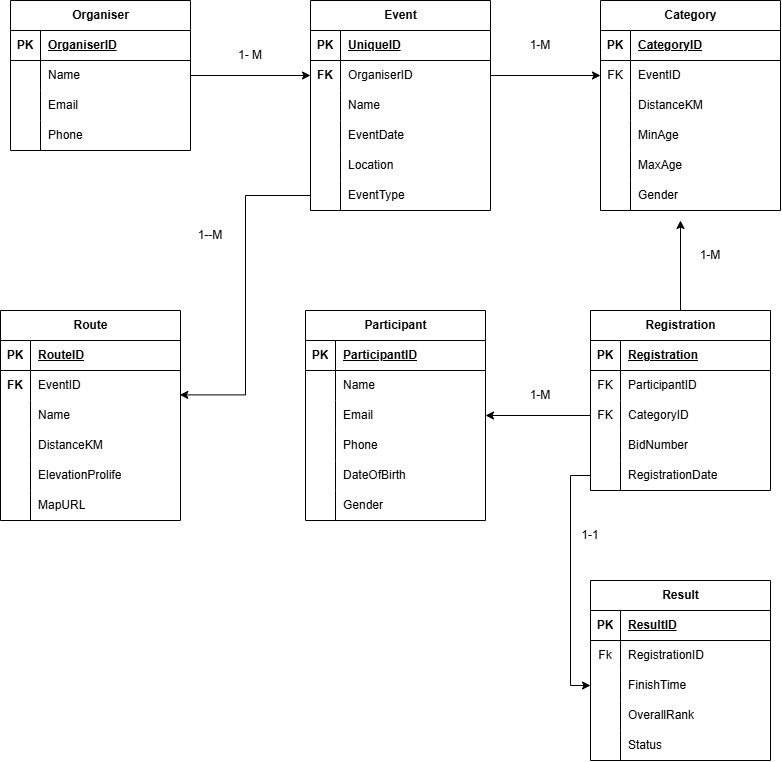 Organiser
PK OrganiserID
Name
Email
Phone
1- M
Event
PK UniqueID
FK OrganiserID
Name
EventDate
Location
EventType
1-M
Category
PK CategoryID
FK EventID
DistanceKM
MinAge
MaxAge
Gender
1--M
1-M
Route
PK RouteID
FK EventID
Name
DistanceKM
ElevationProlife
MapURL
Participant
PK ParticipantID
Name
Email
Phone
DateOfBirth
Gender
1-M
Registration
PK Registration
FK ParticipantID
FK CategoryID
BidNumber
RegistrationDate
1-1
Result
PK ResultID
Fk RegistrationID
FinishTime
OverallRank
Status